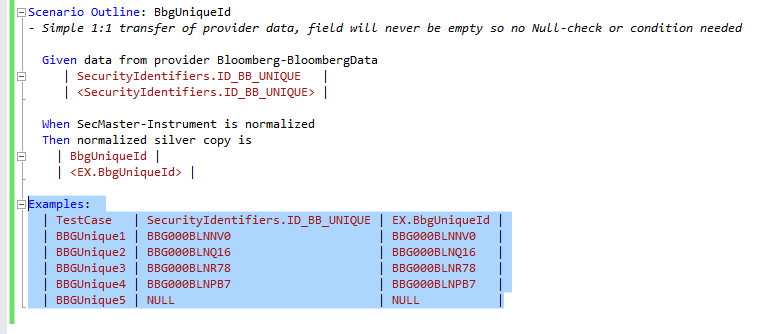 Scenario Outline: BbgUniqueId
- Simple 1:1 transfer of provider data, field will never be empty so no Null-check or condition needed
Given data from provider Bloomberg-BloombergData
| SecurityIdentifiers.ID_BB_UNIQUE |
| <SecurityIdentifiers.ID_BB_UNIQUE> |
When SecMaster-Instrument is normalized
Then normalized silver copy is
| BbgUniqueId |
| <EX.BbgUniqueId> |
Examples:
| TestCase | SecurityIdentifiers.ID_BB_UNIQUE | EX.BbgUniqueId |
| BBGUnique1 | BBG000BLNNV0 | BBG000BLNNV0 |
| BBGUnique2 | BBG000BLNQ16 | BBG000BLNQ16 |
| BBGUnique3 | BBG000BLNR78 | BBG000BLNR78 |
| BBGUnique4 | BBG000BLNPB7 | BBG000BLNPB7 |
| BBGUnique5 | NULL | NULL |